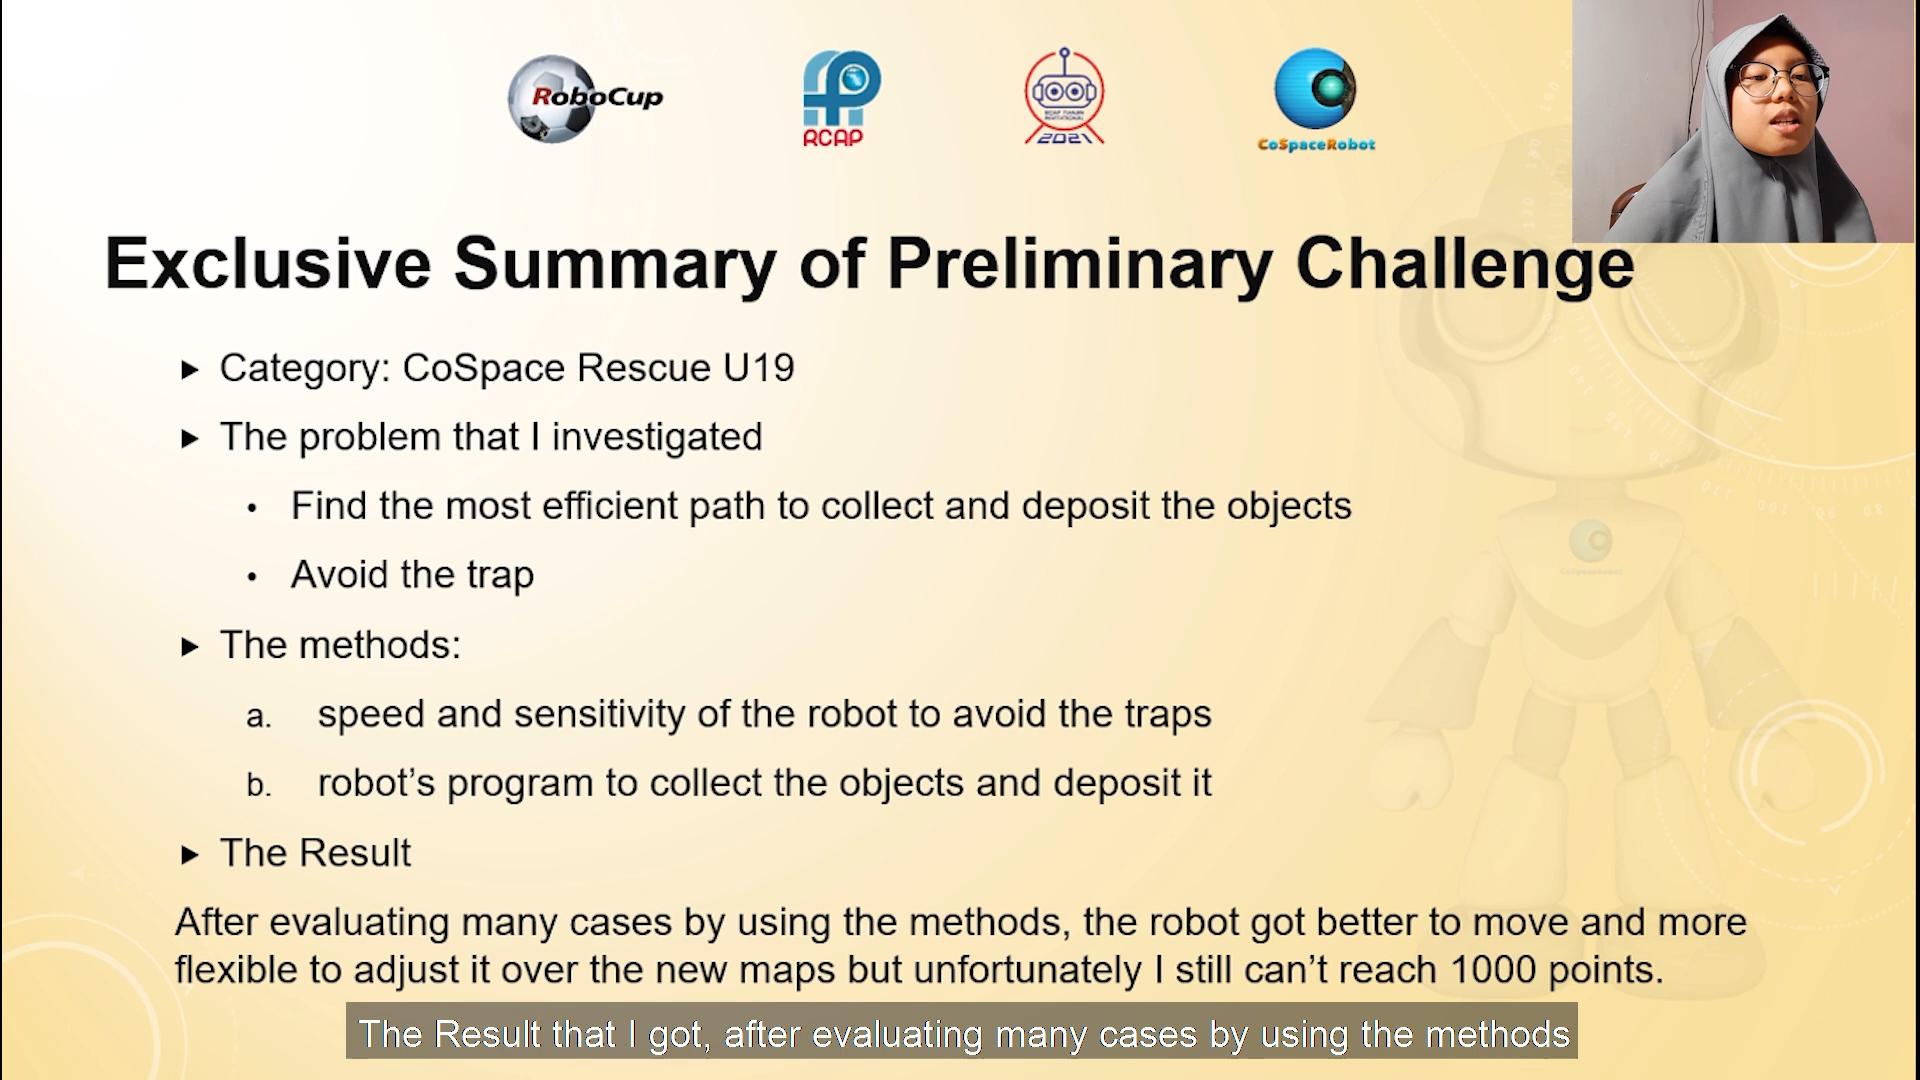 RoboCup
RCAP
RCAP TIANJIN
INVITATIONAL
2021
CoSpaceRobot
Exclusive Summary of Preliminary Challenge
Category: CoSpace Rescue U19
The problem that I investigated
• Find the most efficient path to collect and deposit the objects
• Avoid the trap
The methods:
a. speed and sensitivity of the robot to avoid the traps
b. robot’s program to collect the objects and deposit it
The Result
After evaluating many cases by using the methods, the robot got better to move and more
flexible to adjust it over the new maps but unfortunately I still can’t reach 1000 points.
The Result that I got, after evaluating many cases by using the methods